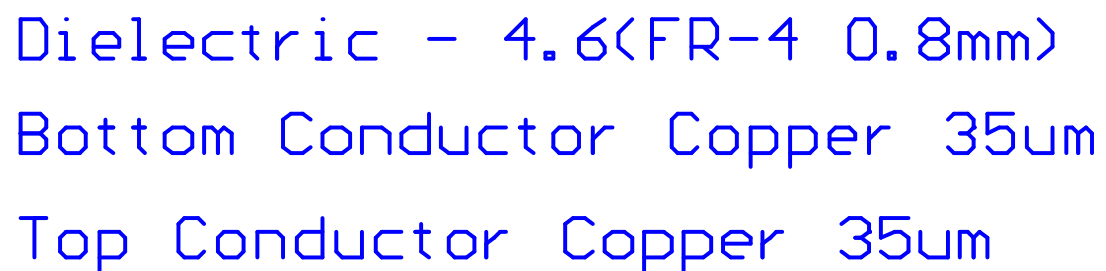 Dielectric - 4.6(FR-4 0.8mm)
Bottom Conductor Copper 35um
Top Conductor Copper 35um